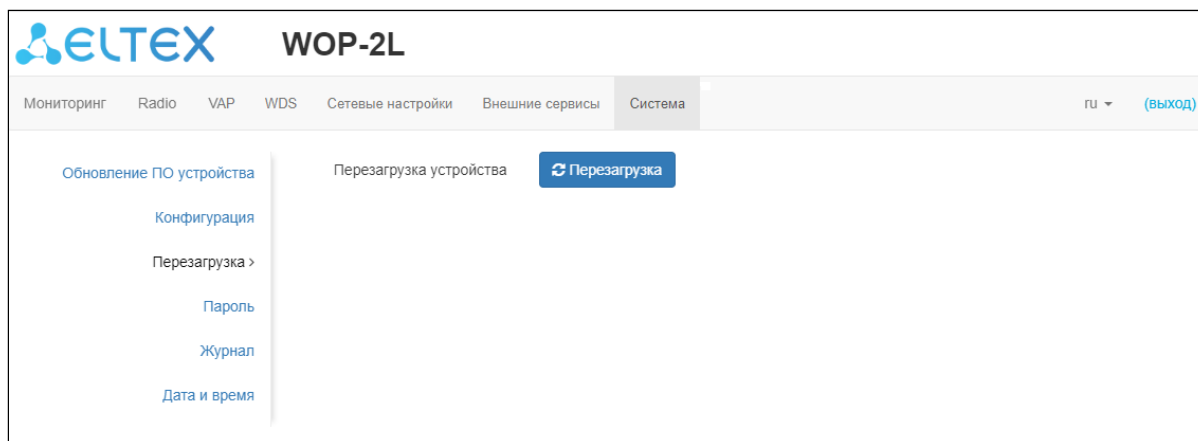 ELTEX WOP-2L
Мониторинг Radio VAP WDS Сетевые настройки Внешние сервисы Система ru (выход)
Обновление ПО устройства Перезагрузка устройства Перезагрузка
Конфигурация
Перезагрузка >
Пароль
Журнал
Дата и время